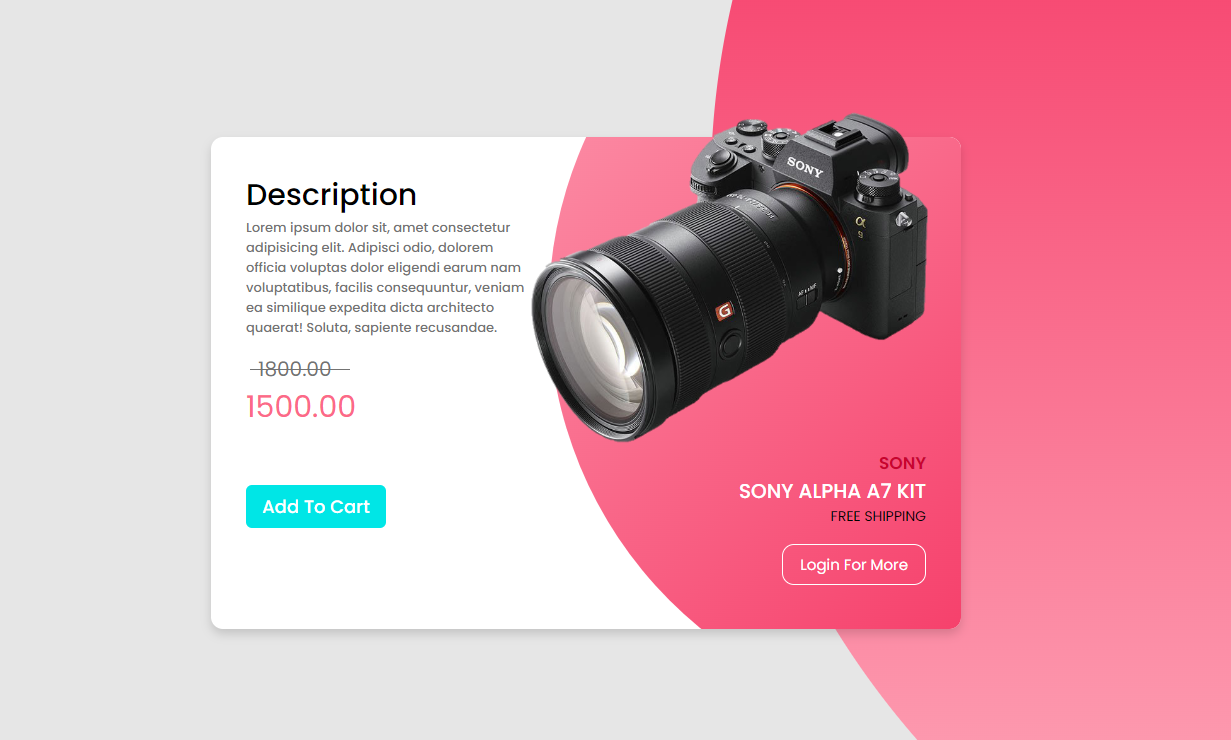 Description
Lorem ipsum dolor sit, amet consectetur
adipisicing elit. Adipisci odio, dolorem
officia voluptas dolor eligendi earum nam
voluptatibus, facilis consequuntur, veniam
ea similique expedita dicta architecto
quaerat! Soluta, sapiente recusandae.
1800.00
1500.00
Add To Cart
SONY
α
9
G
SONY
SONY ALPHA A7 KIT
FREE SHIPPING
Login For More